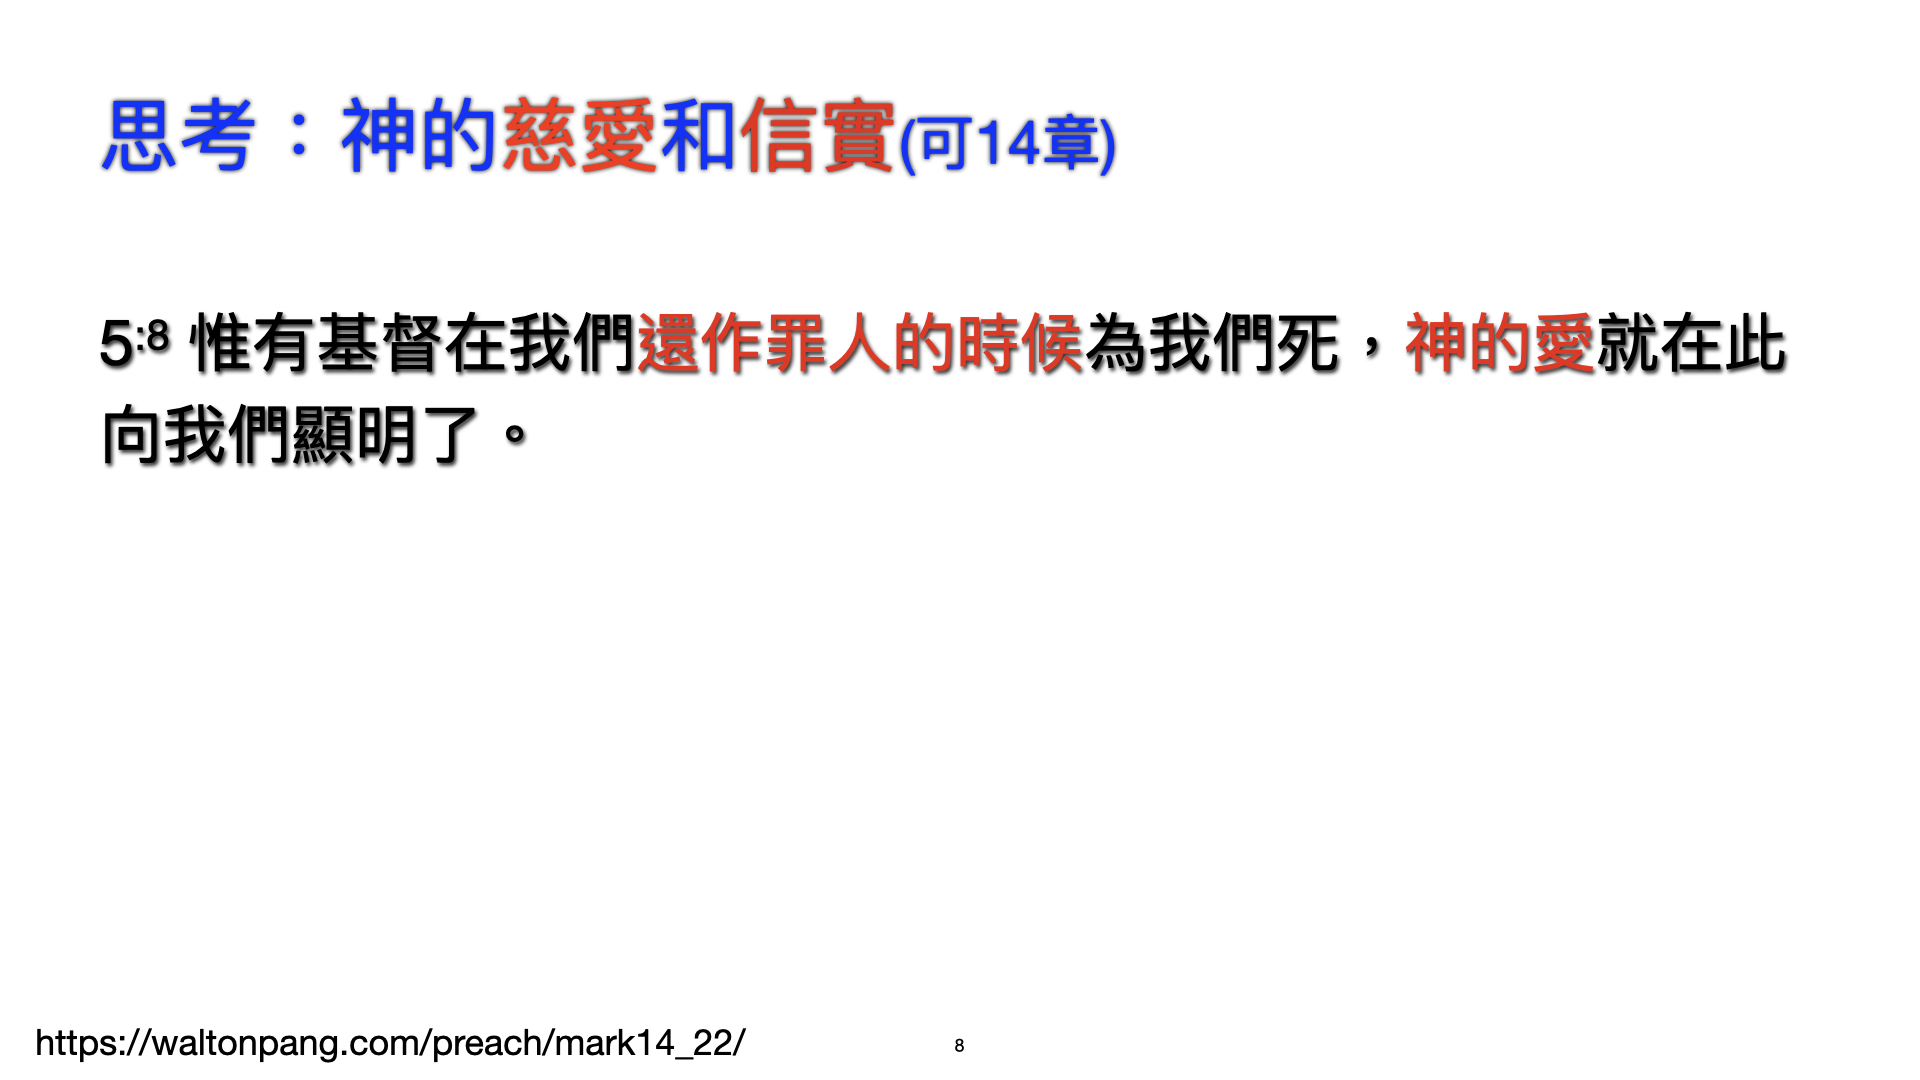 思考：神的慈愛和信實(可14章)
5:8 惟有基督在我們還作罪人的時候為我們死，神的愛就在此
向我們顯明了。
https://waltonpang.com/preach/mark14_22/
8